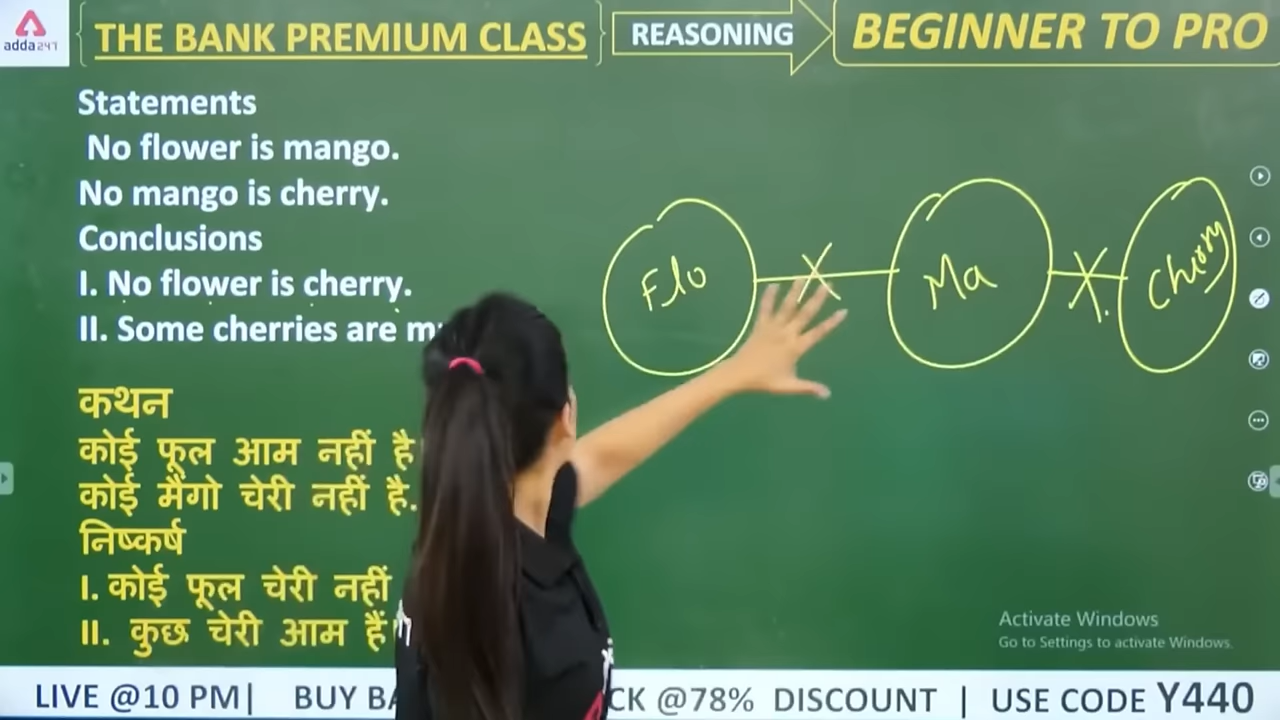 adda247
THE BANK PREMIUM CLASS
REASONING
BEGINNER TO PRO
Statements
No flower is mango.
No mango is cherry.
Conclusions
I. No flower is cherry.
II. Some cherries are
कथन
कोई फूल आम नहीं है
कोई मैंगो चेरी नहीं है.
निष्कर्ष
I. कोई फूल चेरी नहीं
II. कुछ चेरी आम हैं
Flo
Ma
Cherry
Activate Windows
Go to Settings to activate Windows.
LIVE @10 PM| BUY @78% DISCOUNT | USE CODE Y440